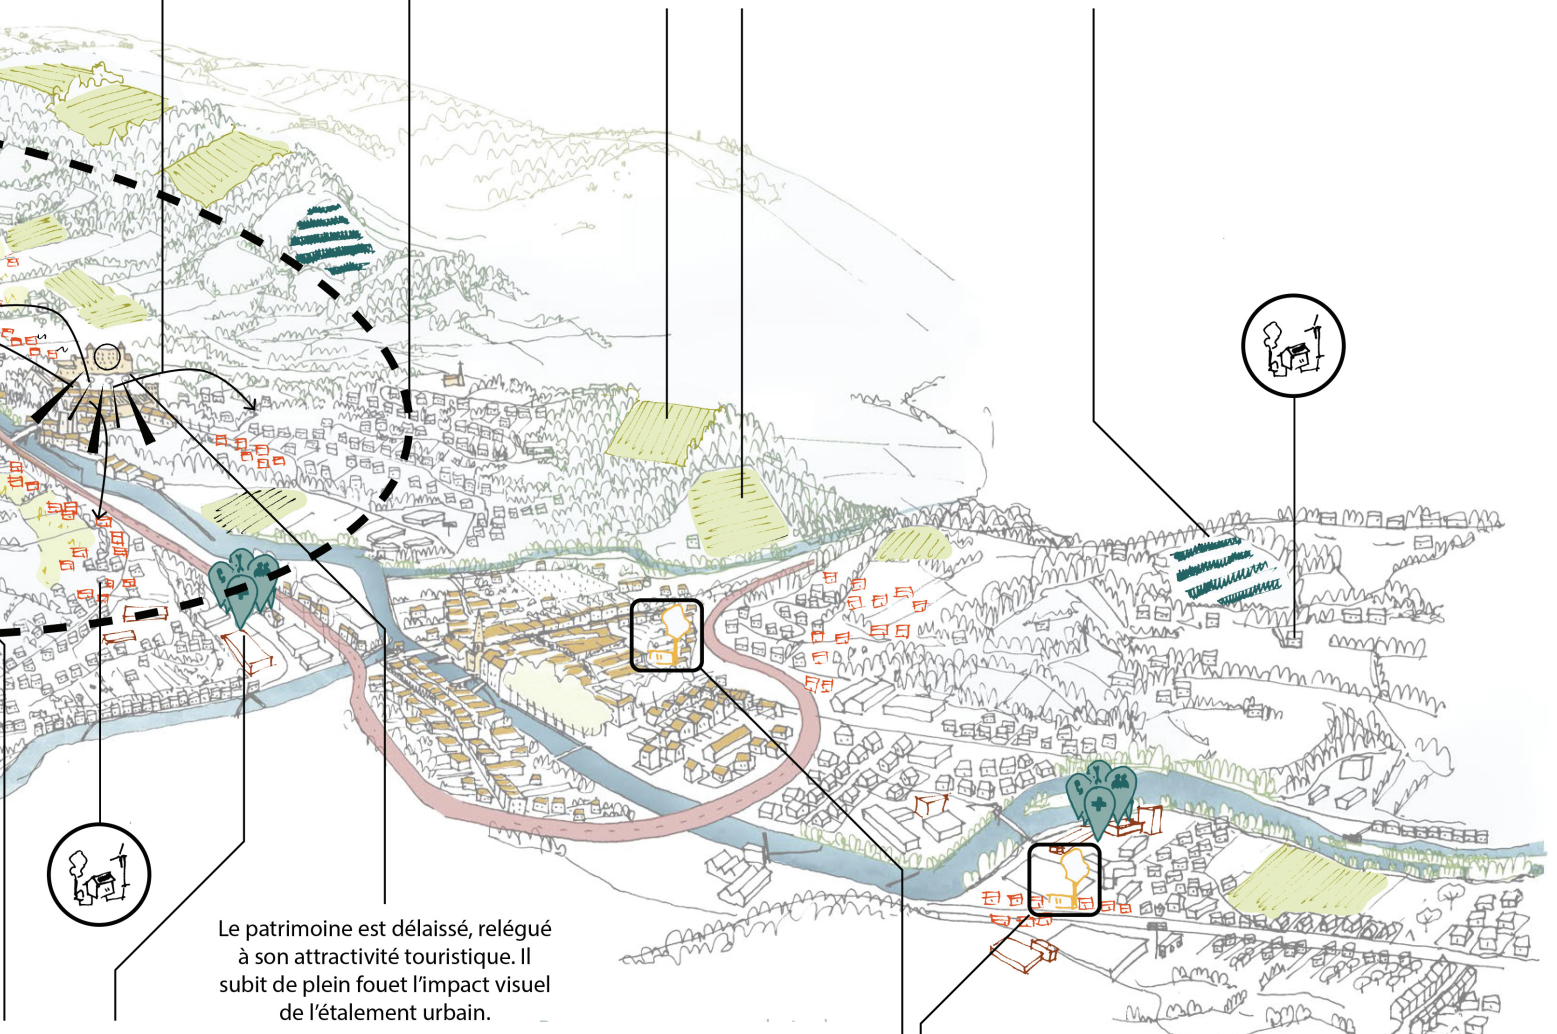 Le patrimoine est délaissé, relégué
à son attractivité touristique. Il
subit de plein fouet l'impact visuel
de l'étalement urbain.